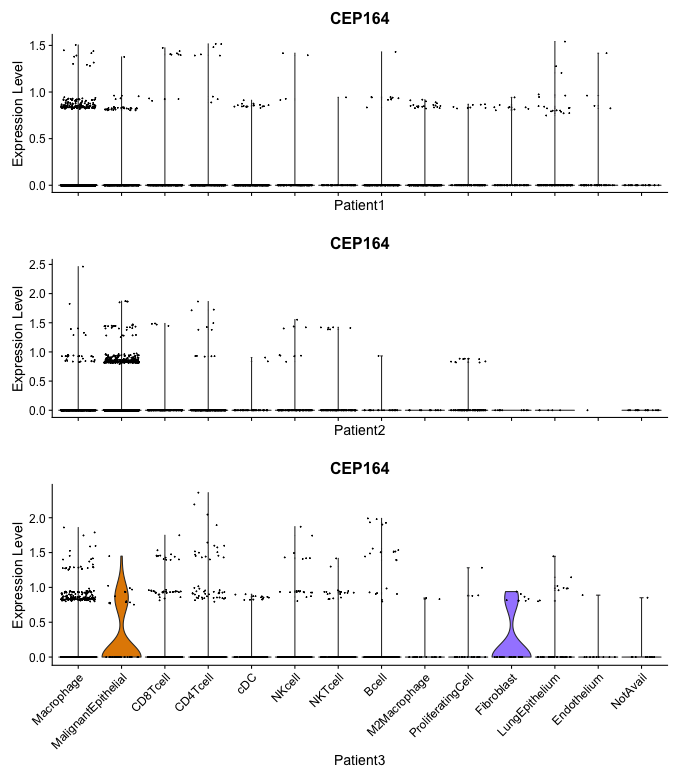 CEP164
Expression Level
1.5
1.0
0.5
0.0
Patient1
CEP164
Expression Level
2.5
2.0
1.5
1.0
0.5
0.0
Patient2
CEP164
Expression Level
2.0
1.5
1.0
0.5
0.0
Macrophage
MalignantEpithelial
CD8Tcell
CD4Tcell
cDC
NKcell
NKTcell
Bcell
M2Macrophage
ProliferatingCell
Fibroblast
LungEpithelium
Endothelium
NotAvail
Patient3